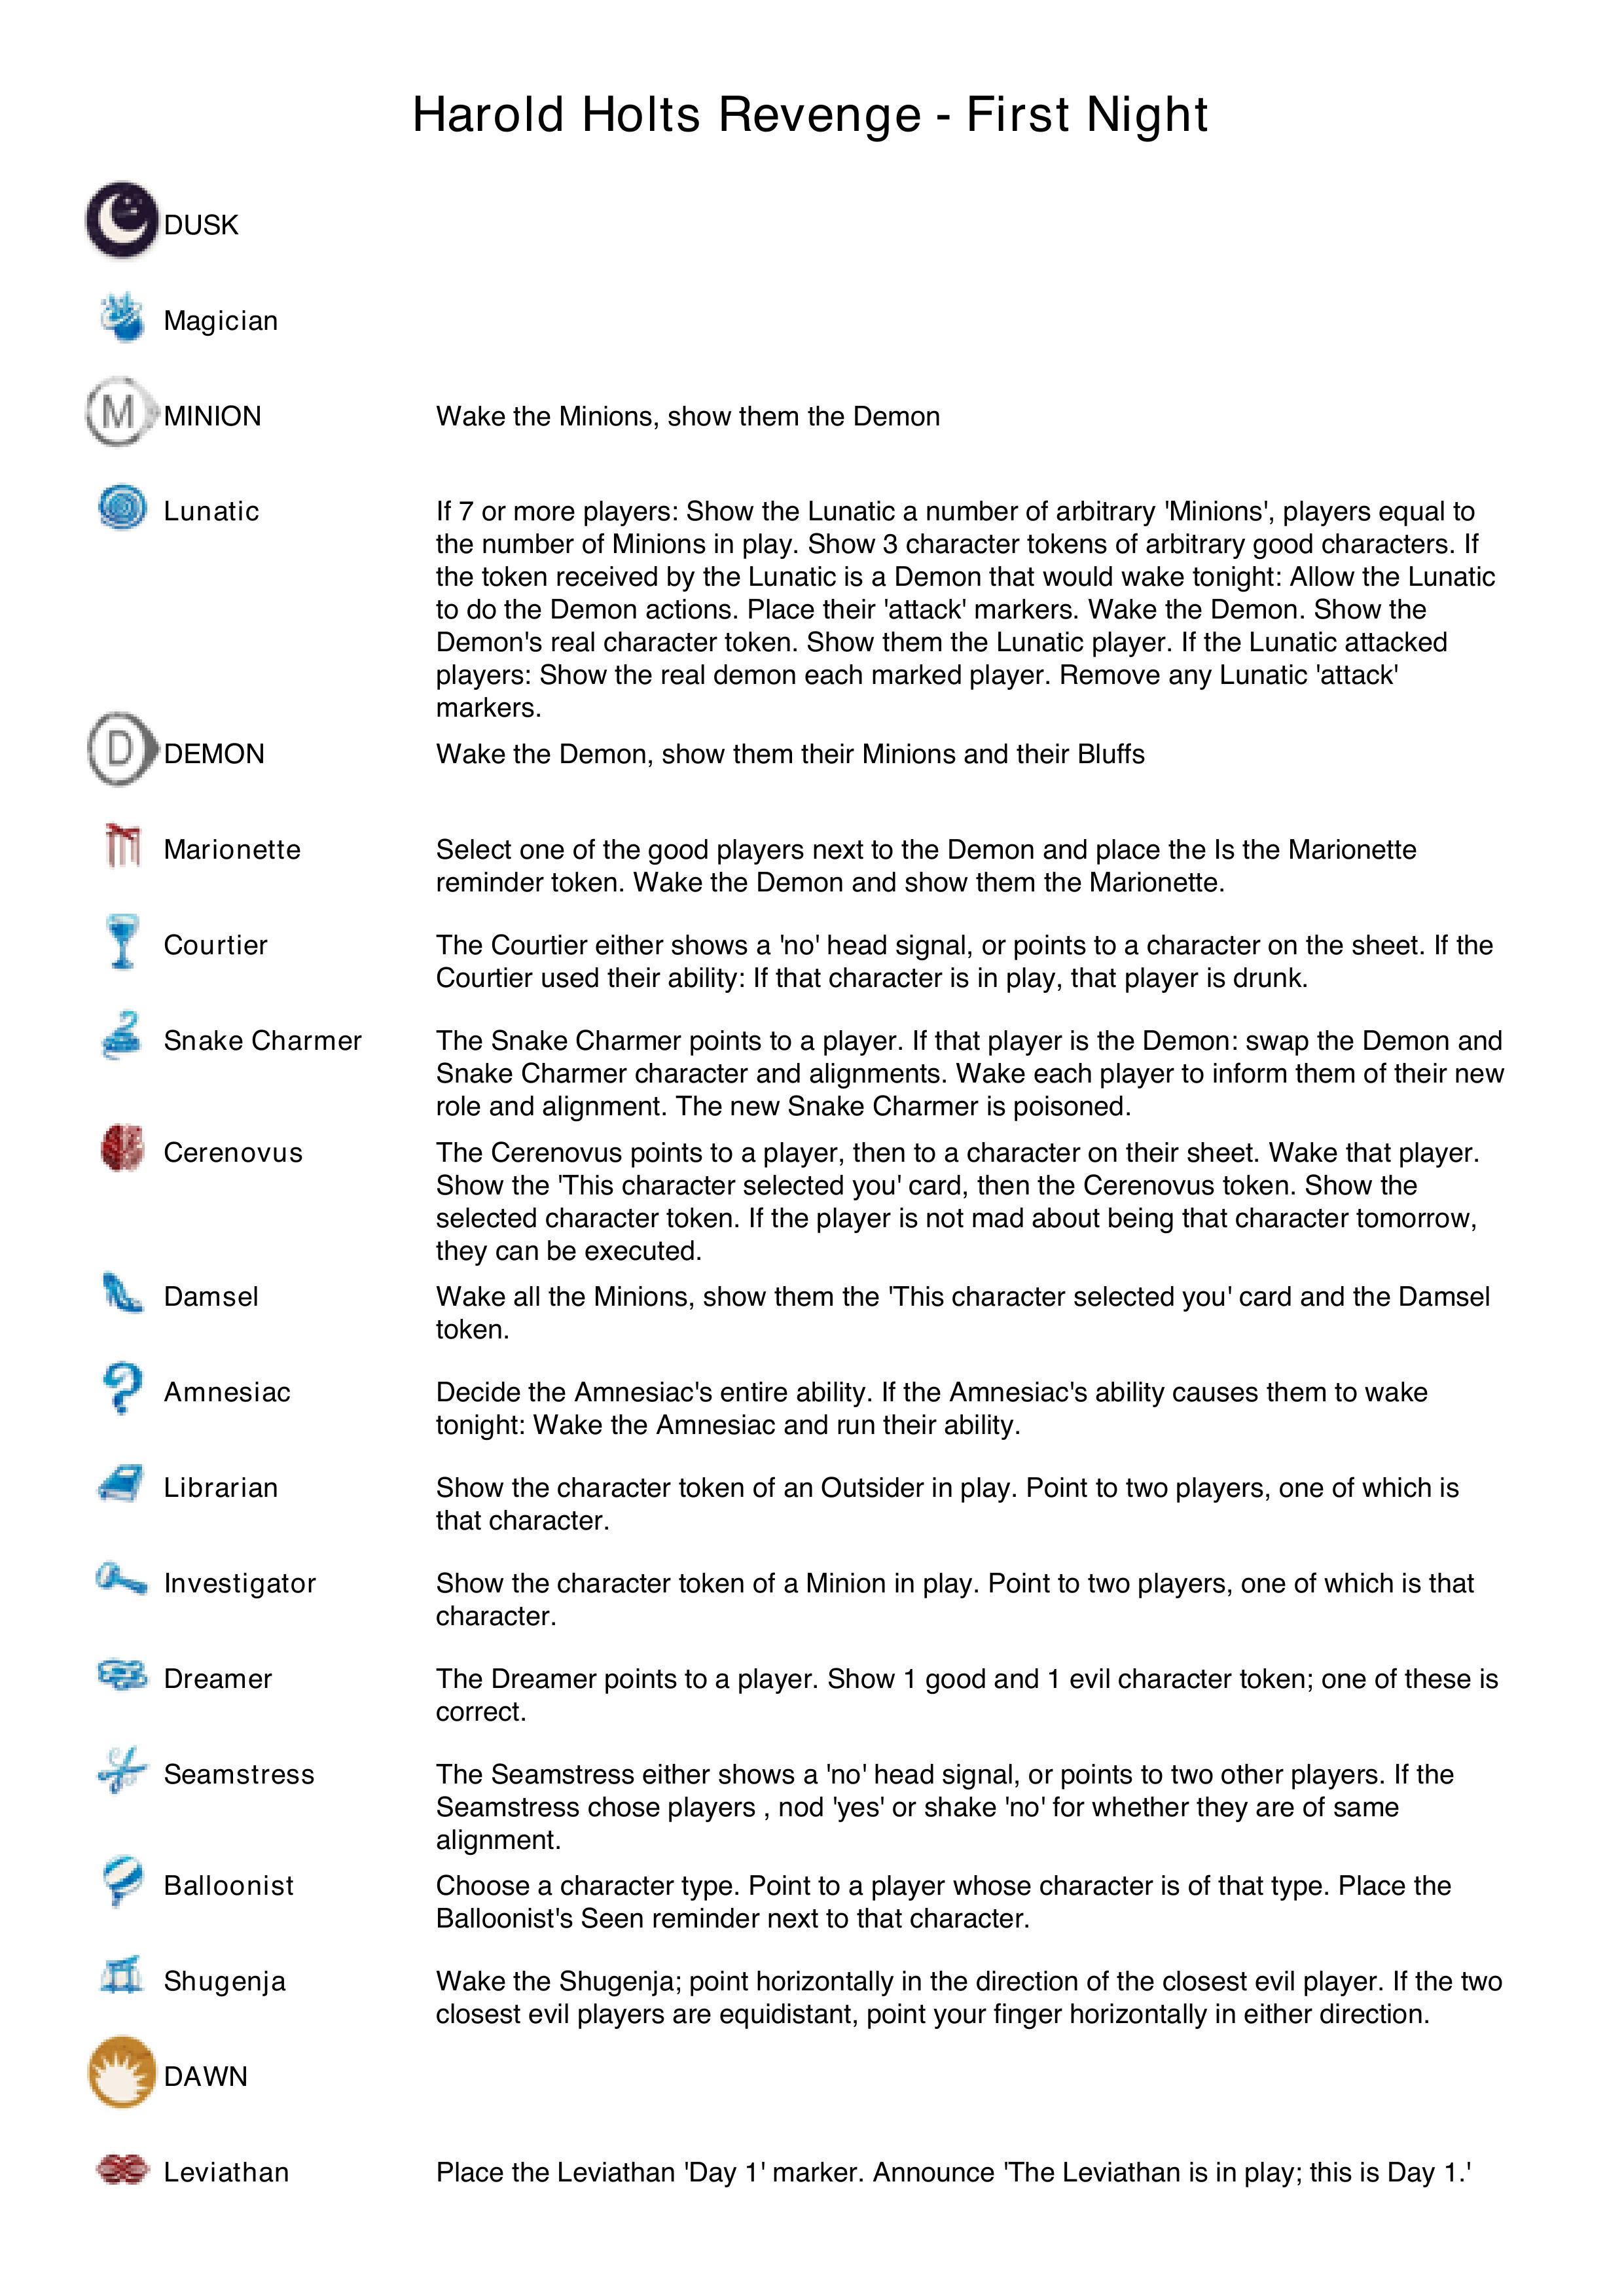 Harold Holts Revenge - First Night
DUSK
Magician
M MINION Wake the Minions, show them the Demon
Lunatic If 7 or more players: Show the Lunatic a number of arbitrary 'Minions', players equal to
the number of Minions in play. Show 3 character tokens of arbitrary good characters. If
the token received by the Lunatic is a Demon that would wake tonight: Allow the Lunatic
to do the Demon actions. Place their 'attack' markers. Wake the Demon. Show the
Demon's real character token. Show them the Lunatic player. If the Lunatic attacked
players: Show the real demon each marked player. Remove any Lunatic 'attack'
markers.
D DEMON Wake the Demon, show them their Minions and their Bluffs
Marionette Select one of the good players next to the Demon and place the Is the Marionette
reminder token. Wake the Demon and show them the Marionette.
Courtier The Courtier either shows a 'no' head signal, or points to a character on the sheet. If the
Courtier used their ability: If that character is in play, that player is drunk.
Snake Charmer The Snake Charmer points to a player. If that player is the Demon: swap the Demon and
Snake Charmer character and alignments. Wake each player to inform them of their new
role and alignment. The new Snake Charmer is poisoned.
Cerenovus The Cerenovus points to a player, then to a character on their sheet. Wake that player.
Show the 'This character selected you' card, then the Cerenovus token. Show the
selected character token. If the player is not mad about being that character tomorrow,
they can be executed.
Damsel Wake all the Minions, show them the 'This character selected you' card and the Damsel
token.
Amnesiac Decide the Amnesiac's entire ability. If the Amnesiac's ability causes them to wake
tonight: Wake the Amnesiac and run their ability.
Librarian Show the character token of an Outsider in play. Point to two players, one of which is
that character.
Investigator Show the character token of a Minion in play. Point to two players, one of which is that
character.
Dreamer The Dreamer points to a player. Show 1 good and 1 evil character token; one of these is
correct.
Seamstress The Seamstress either shows a 'no' head signal, or points to two other players. If the
Seamstress chose players , nod 'yes' or shake 'no' for whether they are of same
alignment.
Balloonist Choose a character type. Point to a player whose character is of that type. Place the
Balloonist's Seen reminder next to that character.
Shugenja Wake the Shugenja; point horizontally in the direction of the closest evil player. If the two
closest evil players are equidistant, point your finger horizontally in either direction.
DAWN
Leviathan Place the Leviathan 'Day 1' marker. Announce 'The Leviathan is in play; this is Day 1.'